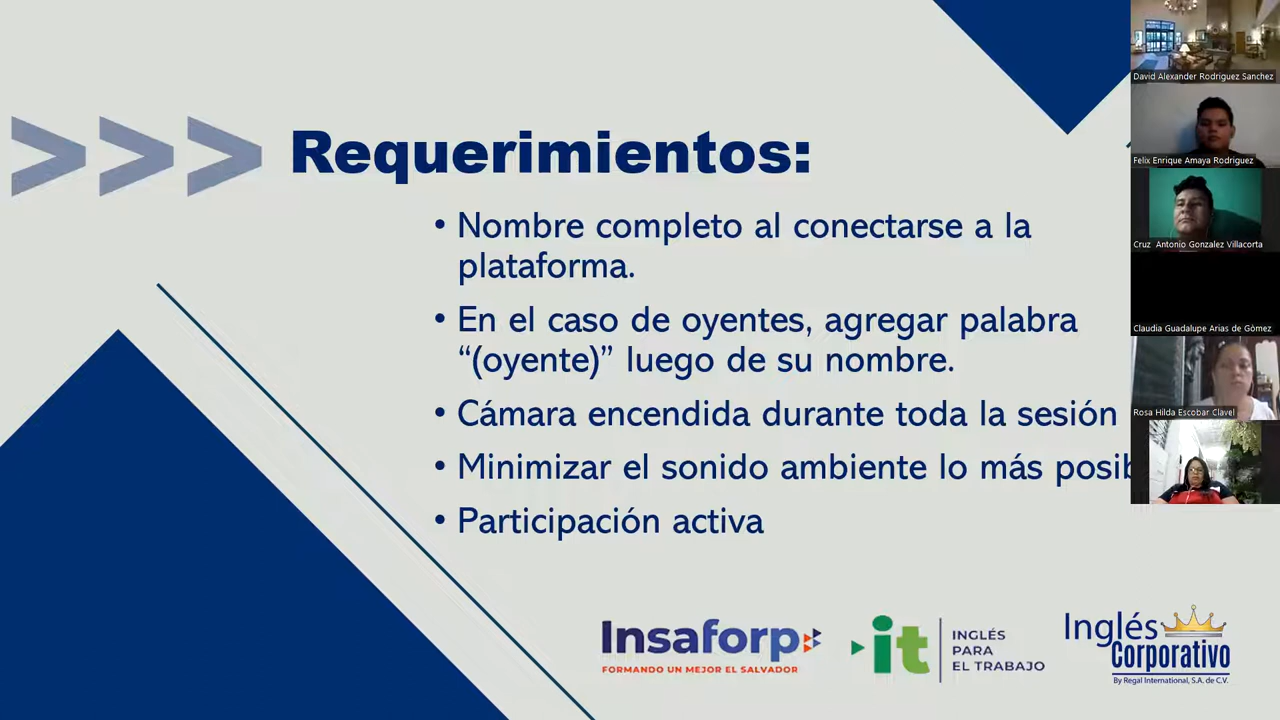 >>> Requerimientos:
• Nombre completo al conectarse a la
plataforma.
• En el caso de oyentes, agregar palabra
“(oyente)” luego de su nombre.
• Cámara encendida durante toda la sesión
• Minimizar el sonido ambiente lo más posib
• Participación activa
Insaforp
FORMANDO UN MEJOR EL SALVADOR
it
INGLÉS
PARA
EL TRABAJO
Inglés
Corporativo
By Regal International, S.A. de C.V.
David Alexander Rodriguez Sanchez
Felix Enrique Amaya Rodriguez
Cruz Antonio Gonzalez Villacorta
Claudia Guadalupe Arias de Gómez
Rosa Hilda Escobar Clavel